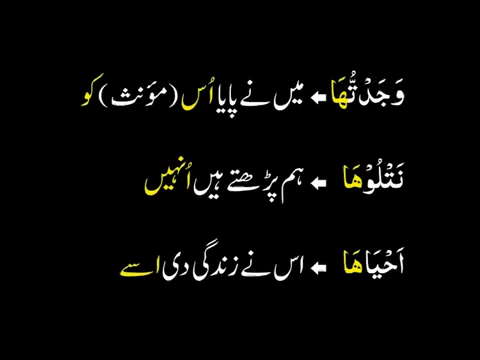 وَجَدْتُّهَا ← میں نے پایا اُس (مؤنث) کو
نَتْلُوْهَا ← ہم پڑھتے ہیں اُنہیں
اَحْيَاهَا ← اس نے زندگی دی اسے